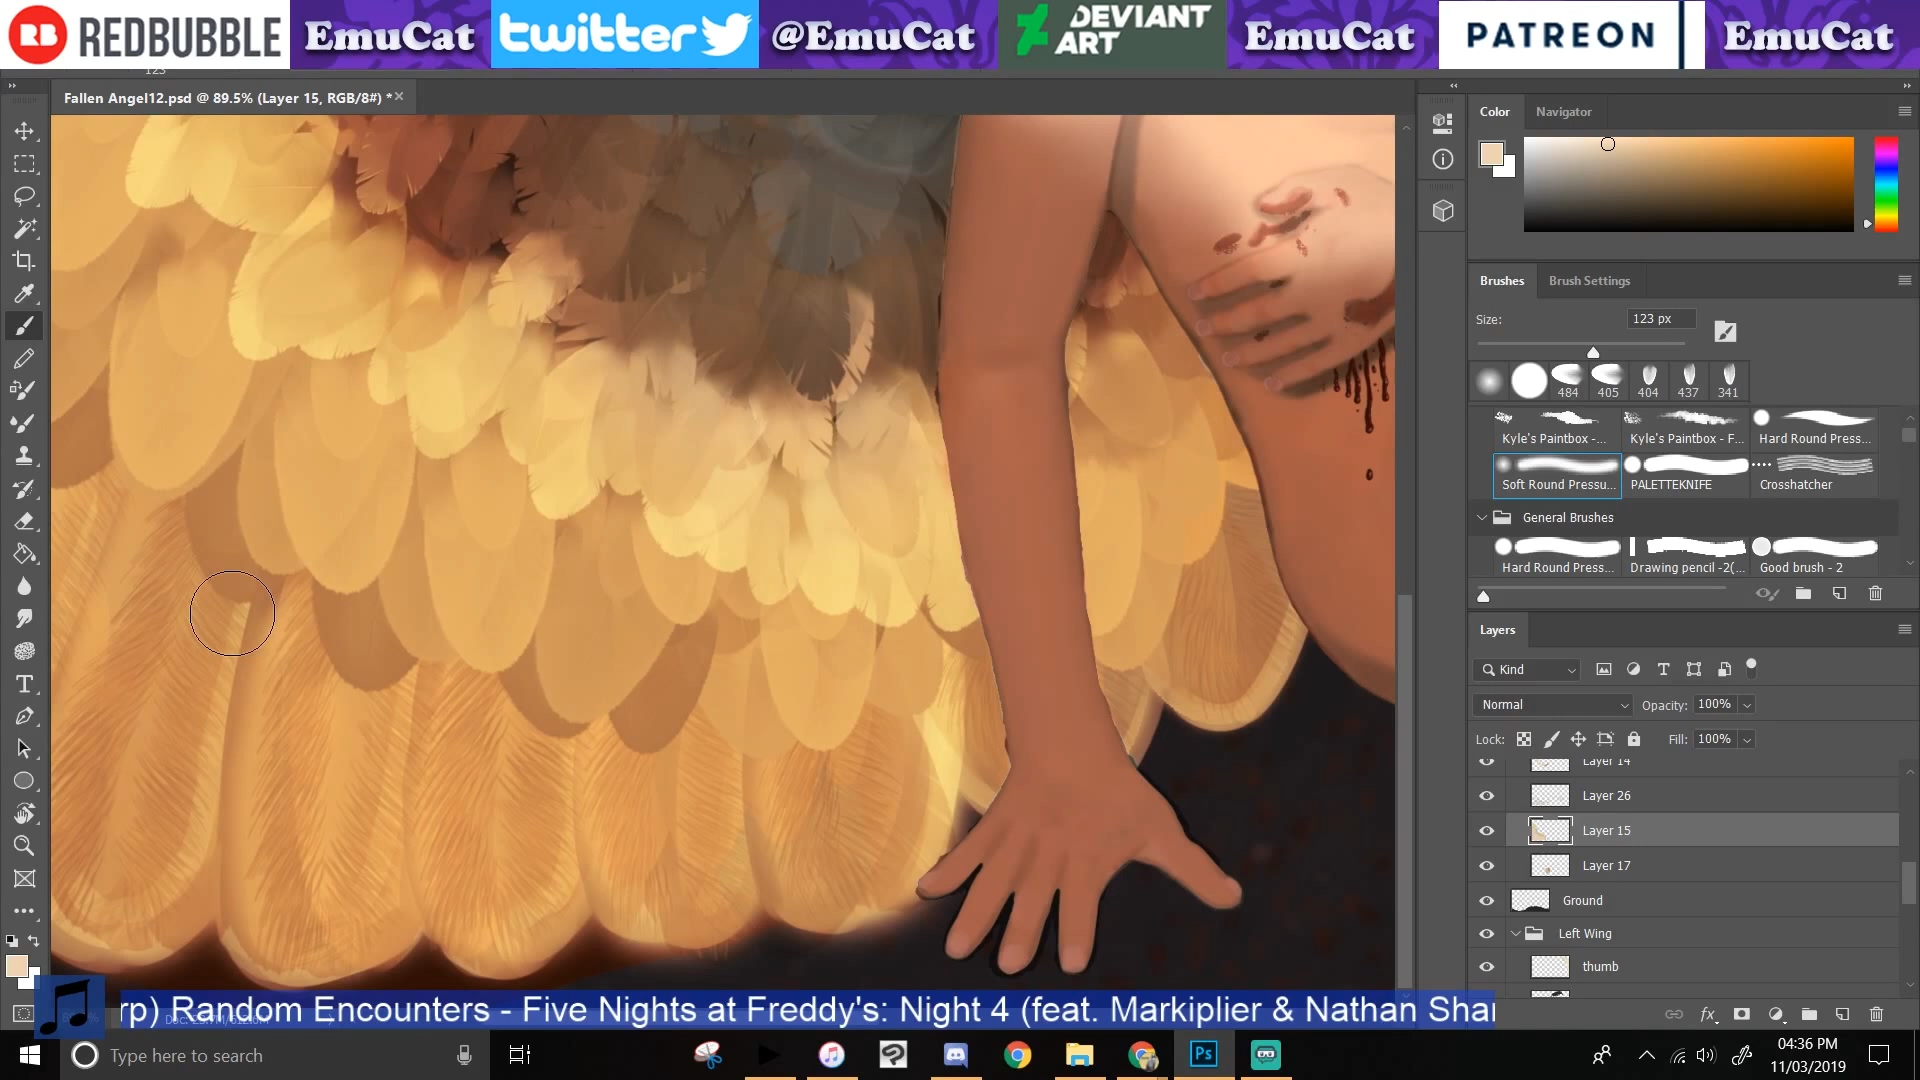 REDBUBBLE EmuCat twitter @EmuCat DEVIANT ART EmuCat PATREON EmuCat
123
Fallen Angel12.psd @ 89.5% (Layer 15, RGB/8#) *
Color Navigator
Brushes Brush Settings
Size: 123 px
484 405 404 437 341
Kyle's Paintbox -... Kyle's Paintbox - F... Hard Round Press...
Soft Round Pressu... PALETTEKNIFE Crosshatcher
General Brushes
Hard Round Press... Drawing pencil -2(... Good brush - 2
Layers
Kind
Normal Opacity: 100%
Lock: Fill: 100%
Layer 14
Layer 26
Layer 15
Layer 17
Ground
Left Wing
thumb
rp) Random Encounters - Five Nights at Freddy's: Night 4 (feat. Markiplier & Nathan Shar
Type here to search
Ps
04:36 PM
11/03/2019